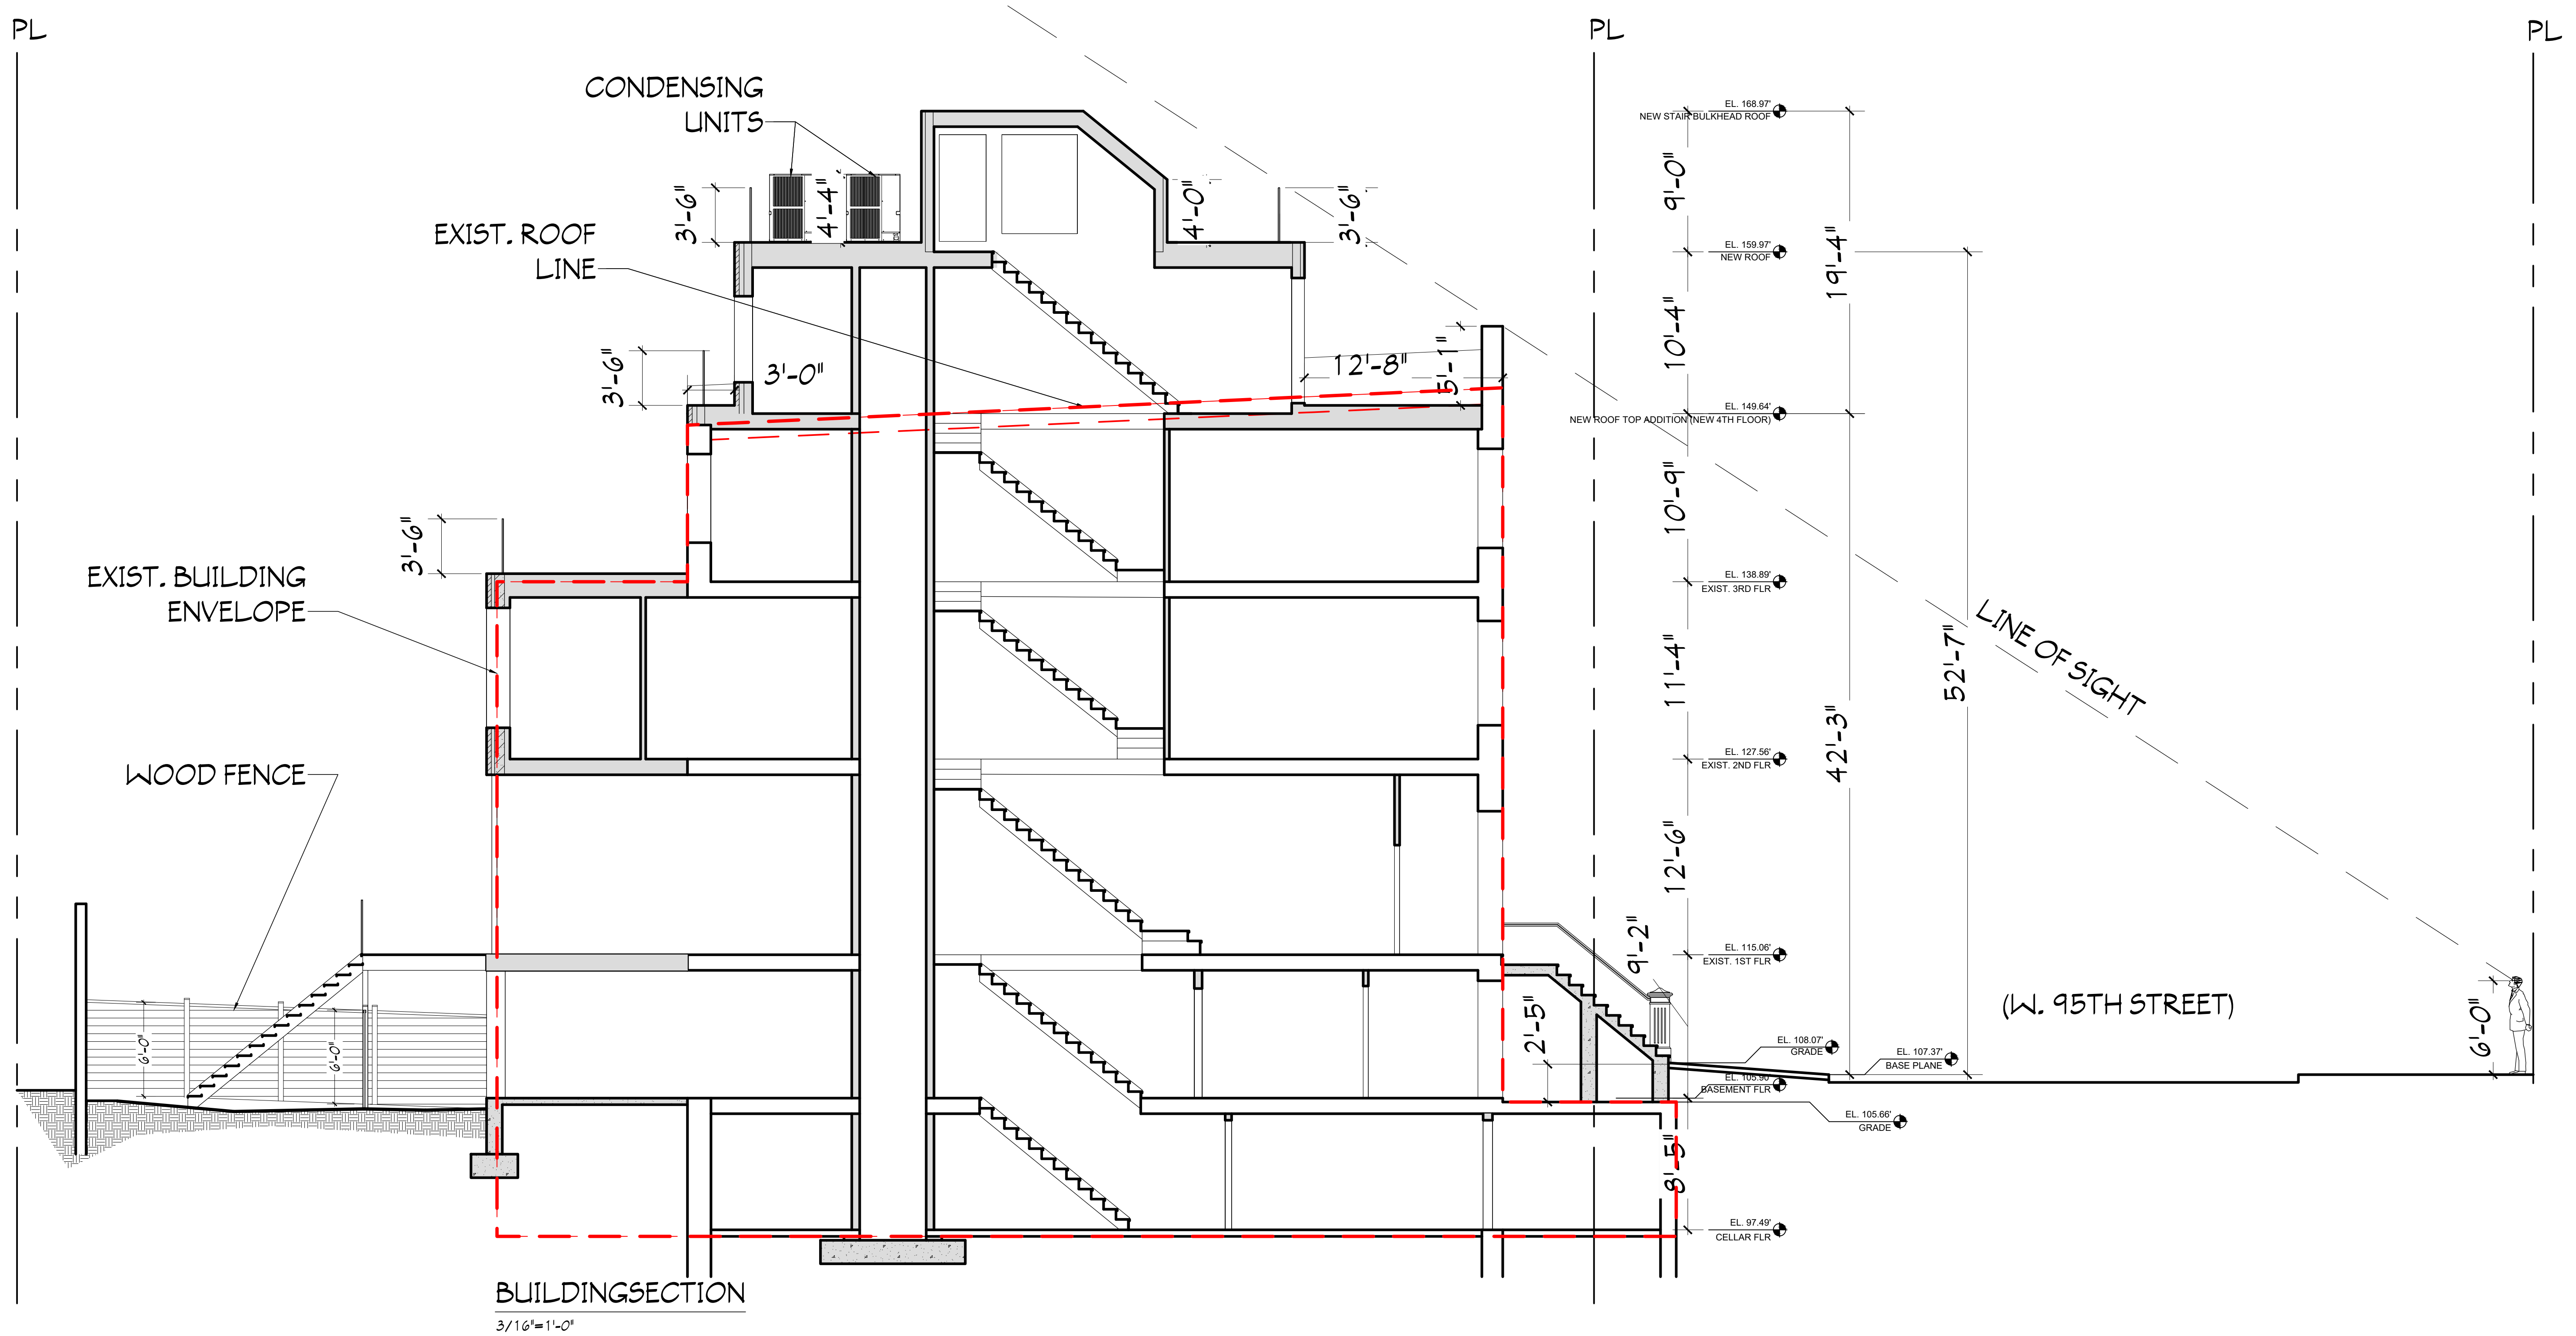 PL
PL
PL
CONDENSING
UNITS
EXIST. ROOF
LINE
EXIST. BUILDING
ENVELOPE
WOOD FENCE
3'-6"
4'-4"
4'-0"
3'-6"
3'-6"
3'-0"
12'-8"
5'-1"
3'-6"
EL. 168.97'
NEW STAIR BULKHEAD ROOF
9'-0"
EL. 159.97'
NEW ROOF
19'-4"
10'-4"
EL. 149.64'
NEW ROOF TOP ADDITION (NEW 4TH FLOOR)
10'-9"
EL. 138.89'
EXIST. 3RD FLR
11'-4"
52'-7"
42'-3"
EL. 127.56'
EXIST. 2ND FLR
12'-6"
EL. 115.06'
EXIST. 1ST FLR
LINE OF SIGHT
9'-2"
2'-5"
(W. 95TH STREET)
6'-0"
6'-0"
6'-0"
EL. 108.07'
GRADE
EL. 107.37'
BASE PLANE
EL. 105.90'
BASEMENT FLR
EL. 105.66'
GRADE
8'-5"
EL. 97.49'
CELLAR FLR
BUILDINGSECTION
3/16"=1'-0"